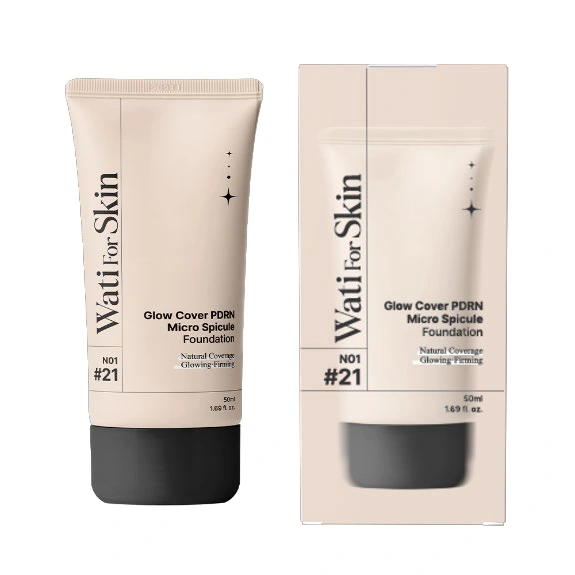 Wati For Skin
Glow Cover PDRN
Micro Spicule
Foundation
Natural Coverage
Glowing·Firming
N01
#21
50ml
1.69 fl. oz.
Wati For Skin
Glow Cover PDRN
Micro Spicule
Foundation
Natural Coverage
Glowing·Firming
N01
#21
50ml
1.69 fl. oz.